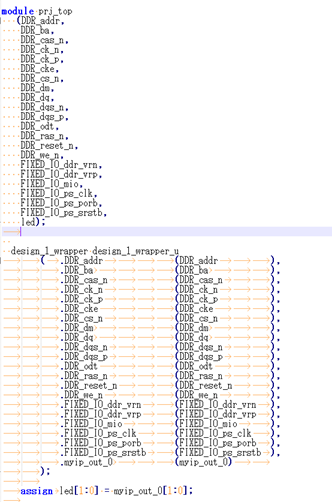 module prj_top
(DDR_addr,
DDR_ba,
DDR_cas_n,
DDR_ck_n,
DDR_ck_p,
DDR_cke,
DDR_cs_n,
DDR_dm,
DDR_dq,
DDR_dqs_n,
DDR_dqs_p,
DDR_odt,
DDR_ras_n,
DDR_reset_n,
DDR_we_n,
FIXED_IO_ddr_vrn,
FIXED_IO_ddr_vrp,
FIXED_IO_mio,
FIXED_IO_ps_clk,
FIXED_IO_ps_porb,
FIXED_IO_ps_srstb,
led);
design_1_wrapper design_1_wrapper_u
( .DDR_addr (DDR_addr ),
.DDR_ba (DDR_ba ),
.DDR_cas_n (DDR_cas_n ),
.DDR_ck_n (DDR_ck_n ),
.DDR_ck_p (DDR_ck_p ),
.DDR_cke (DDR_cke ),
.DDR_cs_n (DDR_cs_n ),
.DDR_dm (DDR_dm ),
.DDR_dq (DDR_dq ),
.DDR_dqs_n (DDR_dqs_n ),
.DDR_dqs_p (DDR_dqs_p ),
.DDR_odt (DDR_odt ),
.DDR_ras_n (DDR_ras_n ),
.DDR_reset_n (DDR_reset_n ),
.DDR_we_n (DDR_we_n ),
.FIXED_IO_ddr_vrn (FIXED_IO_ddr_vrn ),
.FIXED_IO_ddr_vrp (FIXED_IO_ddr_vrp ),
.FIXED_IO_mio (FIXED_IO_mio ),
.FIXED_IO_ps_clk (FIXED_IO_ps_clk ),
.FIXED_IO_ps_porb (FIXED_IO_ps_porb ),
.FIXED_IO_ps_srstb (FIXED_IO_ps_srstb ),
.myip_out_0 (myip_out_0 )
);
assign led[1:0] = myip_out_0[1:0];